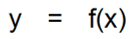 y = f(x)